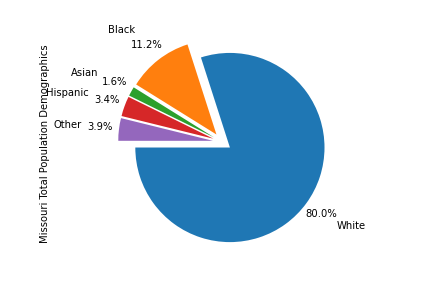 Black
11.2%
Asian
1.6%
Hispanic
3.4%
Other
3.9%
80.0%
White
Missouri Total Population Demographics